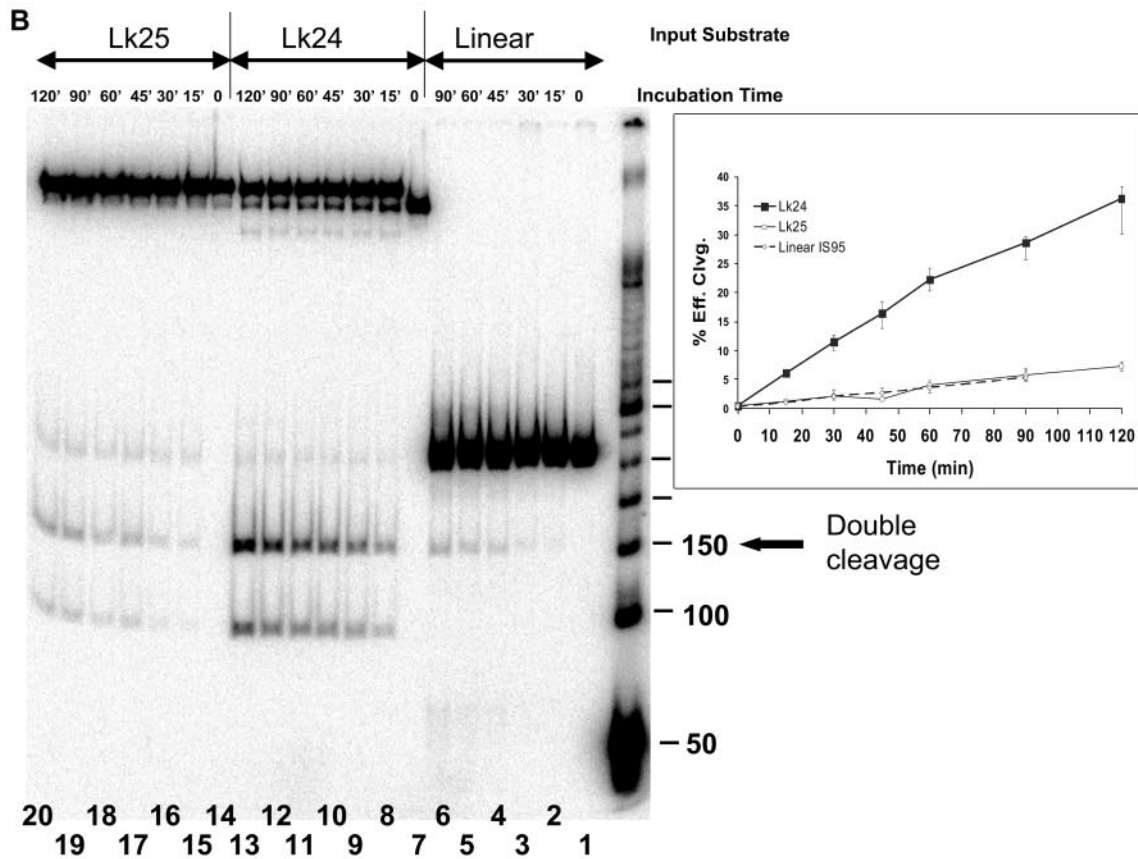 B
Lk25 Lk24 Linear Input Substrate
120' 90' 60' 45' 30' 15' 0 120' 90' 60' 45' 30' 15' 0 90' 60' 45' 30' 15' 0 Incubation Time
Lk24
Lk25
Linear IS95
% Eff. Clvg.
40
35
30
25
20
15
10
5
0
0 10 20 30 40 50 60 70 80 90 100 110 120
Time (min)
150
Double
cleavage
100
50
20 18 16 14 12 10 8 6 4 2
19 17 15 13 11 9 7 5 3 1